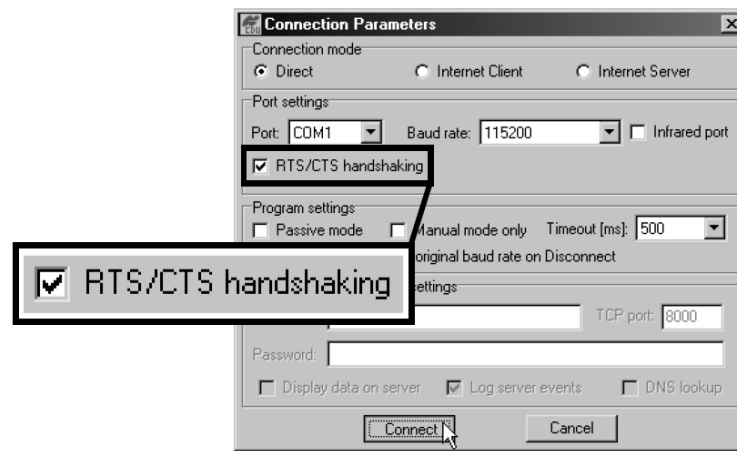 CDU
Connection Parameters
Connection mode
Direct
Internet Client
Internet Server
Port settings
Port: COM1
Baud rate: 115200
Infrared port
RTS/CTS handshaking
Program settings
Passive mode
Manual mode only
Timeout [ms]: 500
original baud rate on Disconnect
RTS/CTS handshaking
settings
TCP port: 8000
Password:
Display data on server
Log server events
DNS lookup
Connect
Cancel